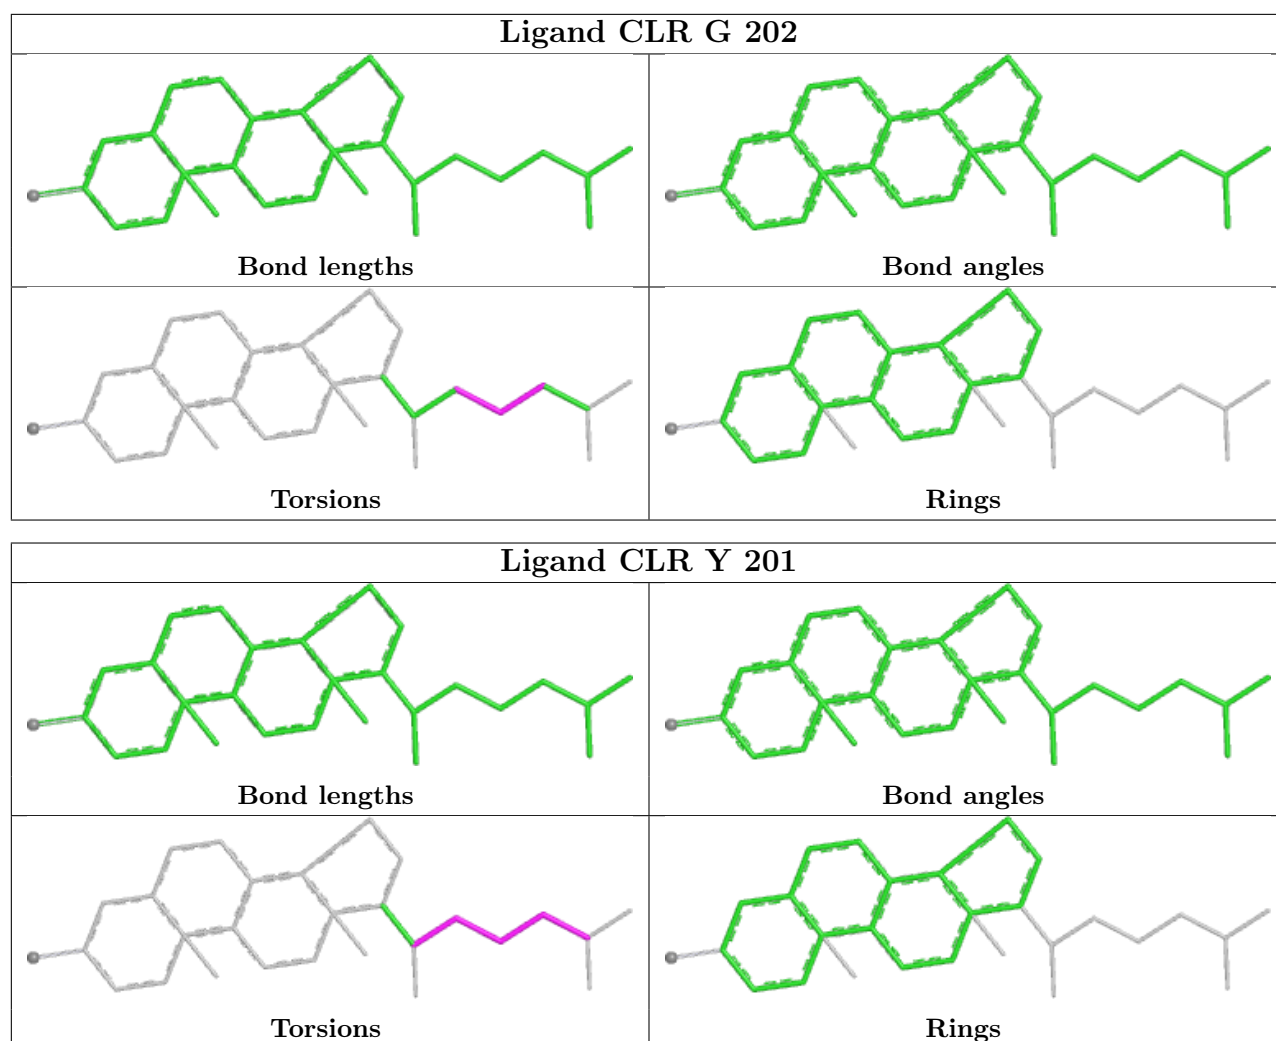 Ligand CLR G 202
Bond lengths
Bond angles
Torsions
Rings
Ligand CLR Y 201
Bond lengths
Bond angles
Torsions
Rings